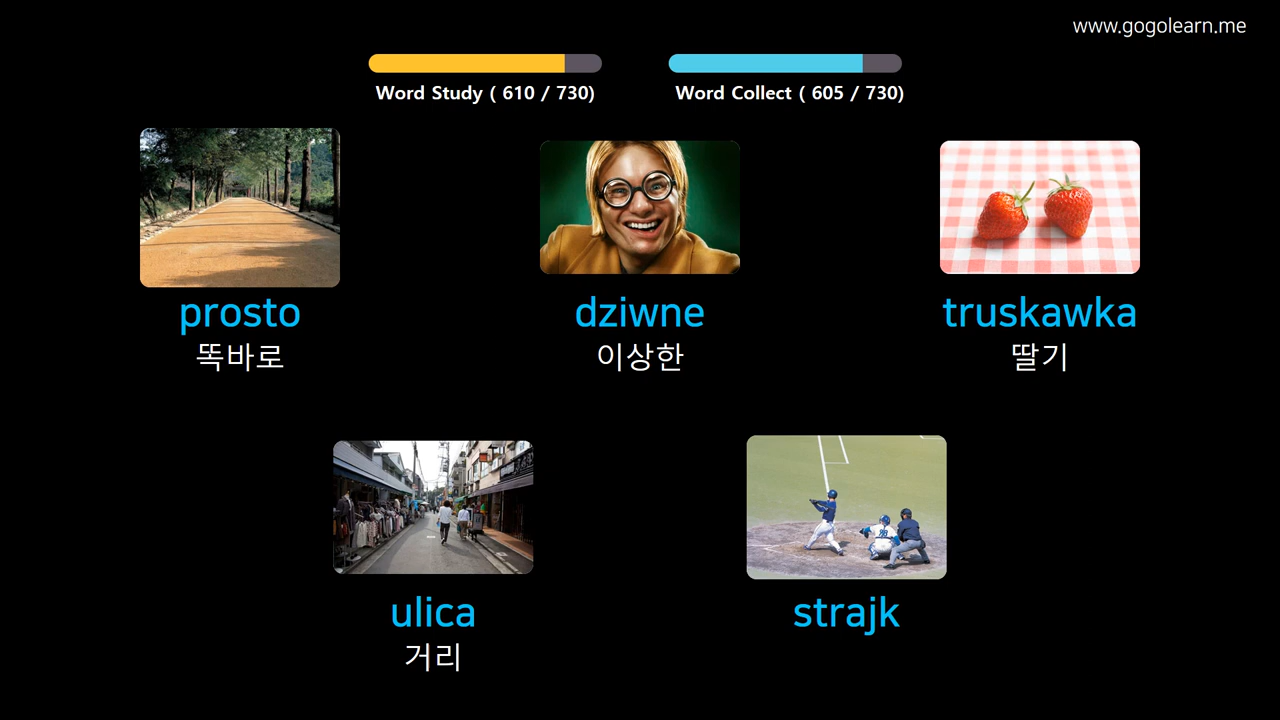 www.gogolearn.me
Word Study ( 610 / 730)
Word Collect ( 605 / 730)
prosto
똑바로
dziwne
이상한
truskawka
딸기
ulica
거리
strajk